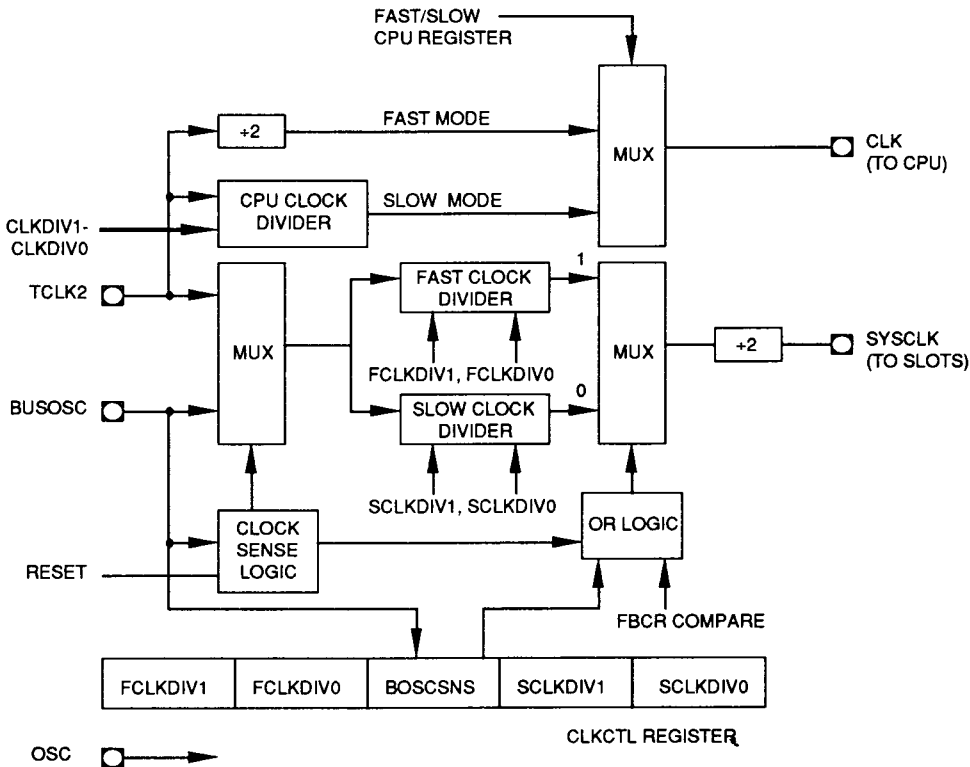 FAST/SLOW
CPU REGISTER
÷2
FAST MODE
MUX
CLK
(TO CPU)
CPU CLOCK
DIVIDER
SLOW MODE
CLKDIV1-
CLKDIV0
TCLK2
MUX
FAST CLOCK
DIVIDER
1
MUX
÷2
SYSCLK
(TO SLOTS)
FCLKDIV1, FCLKDIV0
BUSOSC
SLOW CLOCK
DIVIDER
0
SCLKDIV1, SCLKDIV0
CLOCK
SENSE
LOGIC
OR LOGIC
RESET
FBCR COMPARE
FCLKDIV1 FCLKDIV0 BOSCSNS SCLKDIV1 SCLKDIV0
CLKCTL REGISTER
OSC